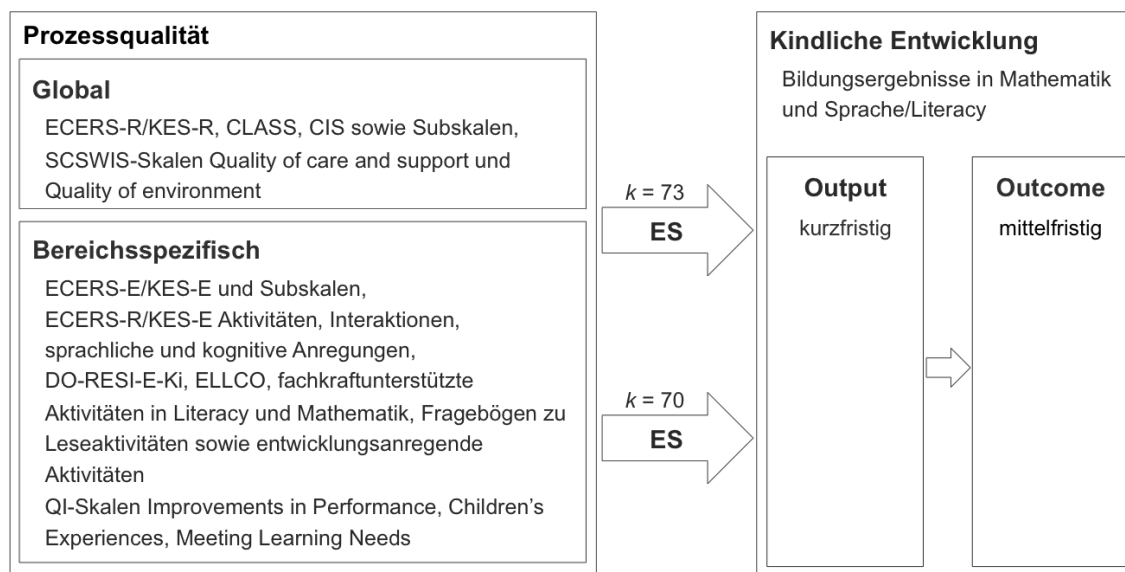 Prozessqualität
Global
ECERS-R/KES-R, CLASS, CIS sowie Subskalen,
SCSWIS-Skalen Quality of care and support und
Quality of environment
Bereichsspezifisch
ECERS-E/KES-E und Subskalen,
ECERS-R/KES-E Aktivitäten, Interaktionen,
sprachliche und kognitive Anregungen,
DO-RESI-E-Ki, ELLCO, fachkraftunterstützte
Aktivitäten in Literacy und Mathematik, Fragebögen zu
Leseaktivitäten sowie entwicklungsanregende
Aktivitäten
QI-Skalen Improvements in Performance, Children's
Experiences, Meeting Learning Needs
k = 73
ES
k = 70
ES
Kindliche Entwicklung
Bildungsergebnisse in Mathematik
und Sprache/Literacy
Output
kurzfristig
Outcome
mittelfristig